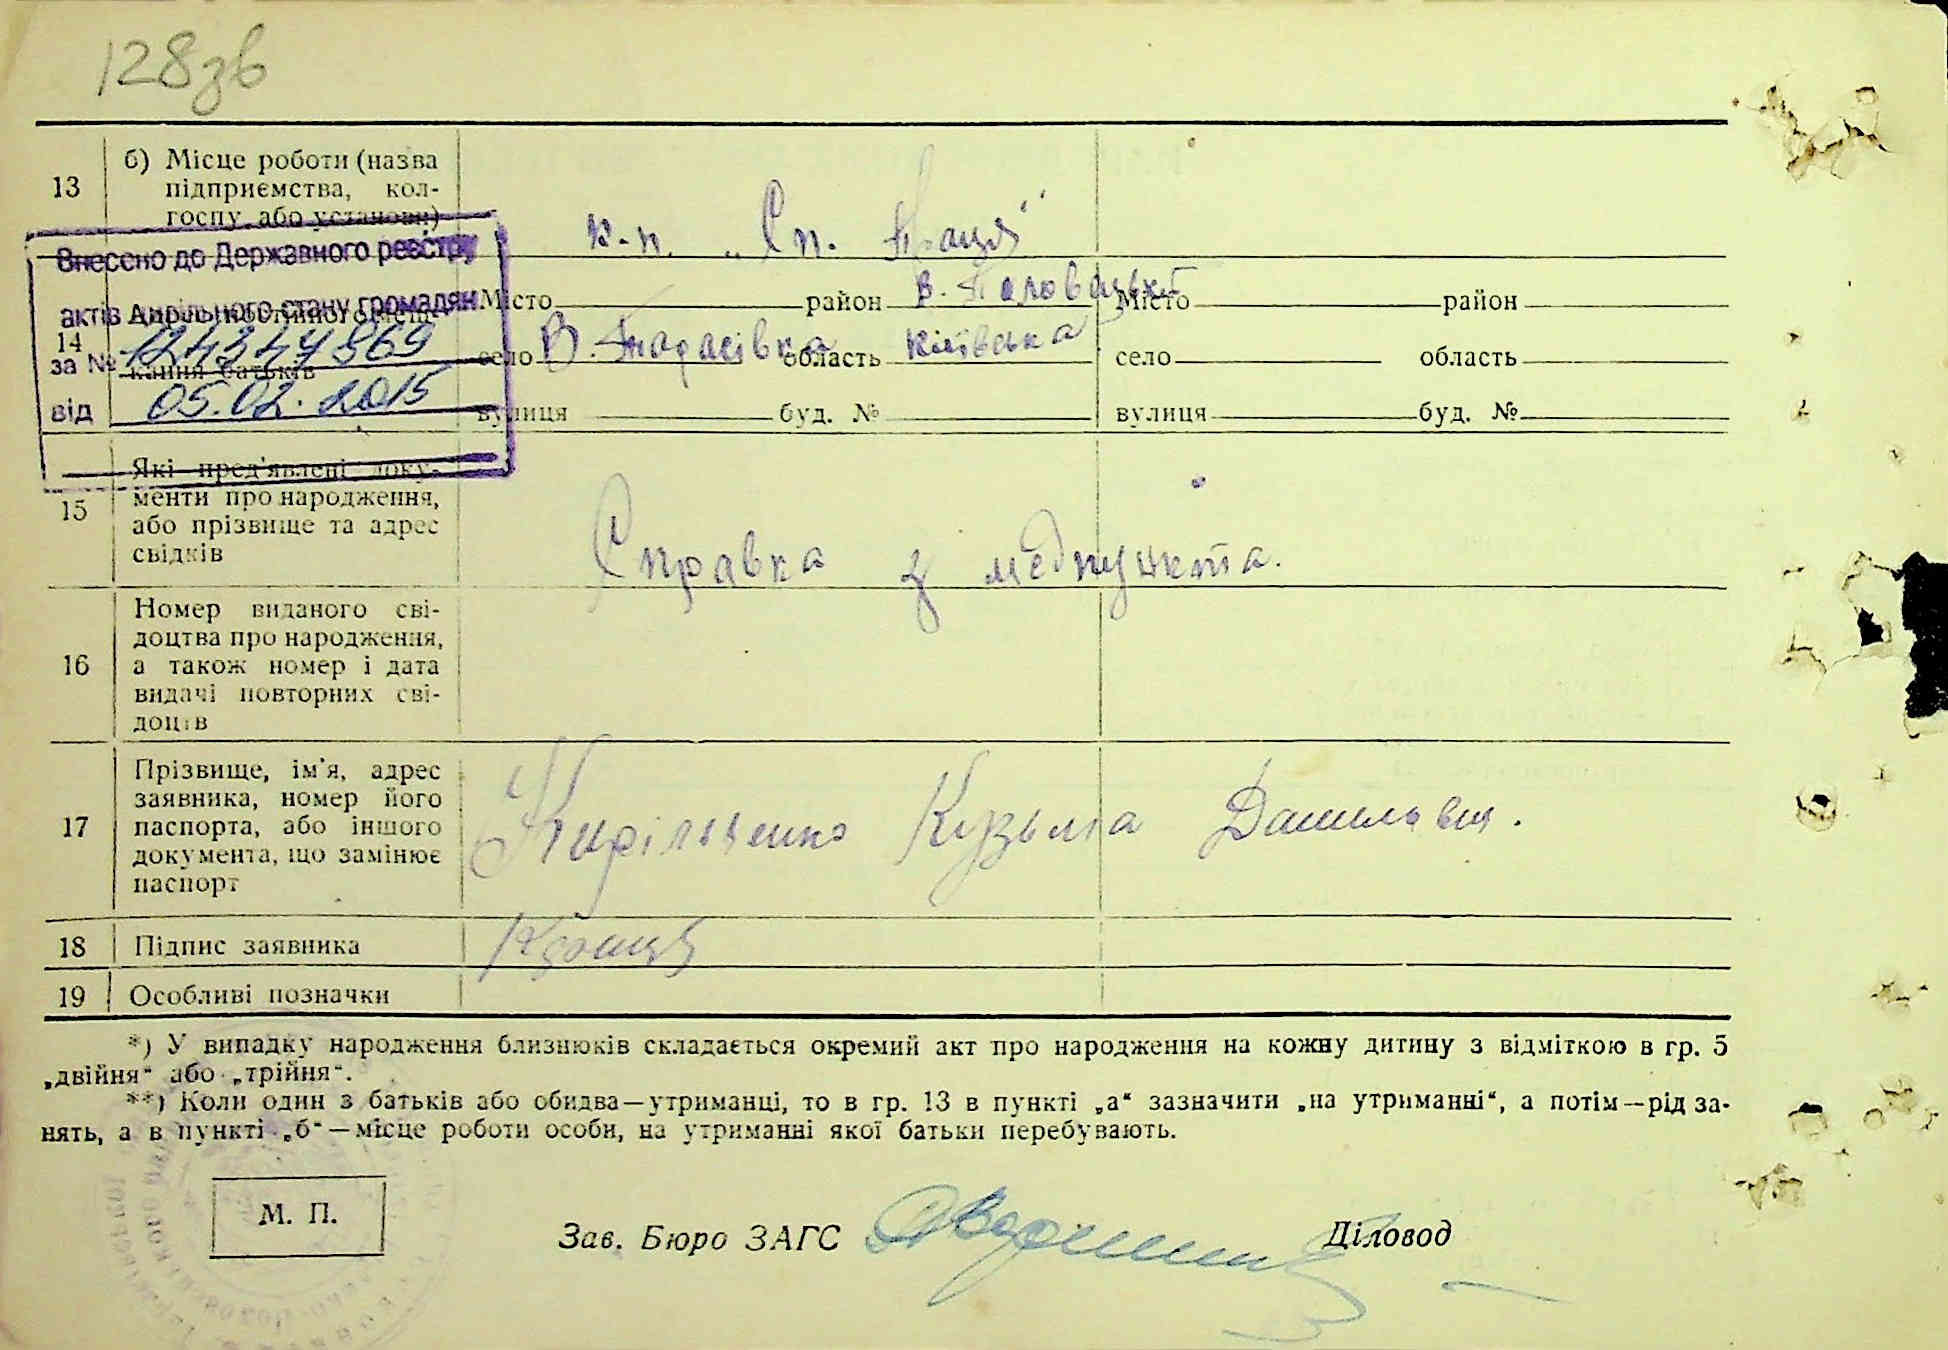 128зв
13
б) Місце роботи (назва
підприємства, кол-
госпу або установи)
к-п. „Сп. Праця"
Внесено до Державного реєстру
актів цивільного стану громадян
за № 124347869
від 05.02.2015
14
кання батьків
Місто район В. Половецький
село В. Тарасівка область Київська
вулиця буд. №
Місто район
село область
вулиця буд. №
15
Які пред'явлені доку-
менти про народження,
або прізвище та адрес
свідків
Справка з медпункта.
16
Номер виданого сві-
доцтва про народження,
а також номер і дата
видачі повторних сві-
доцтв
17
Прізвище, ім'я, адрес
заявника, номер його
паспорта, або іншого
документа, що замінює
паспорт
Кузьма Данилович.
18 Підпис заявника
19 Особливі позначки
*) У випадку народження близнюків складається окремий акт про народження на кожну дитину з відміткою в гр. 5
„двійня" або „трійня".
**) Коли один з батьків або обидва—утриманці, то в гр. 13 в пункті „а" зазначити „на утриманні", а потім—рід за-
нять, а в пункті „б"—місце роботи особи, на утриманні якої батьки перебувають.
М. П.
Зав. Бюро ЗАГС
Діловод